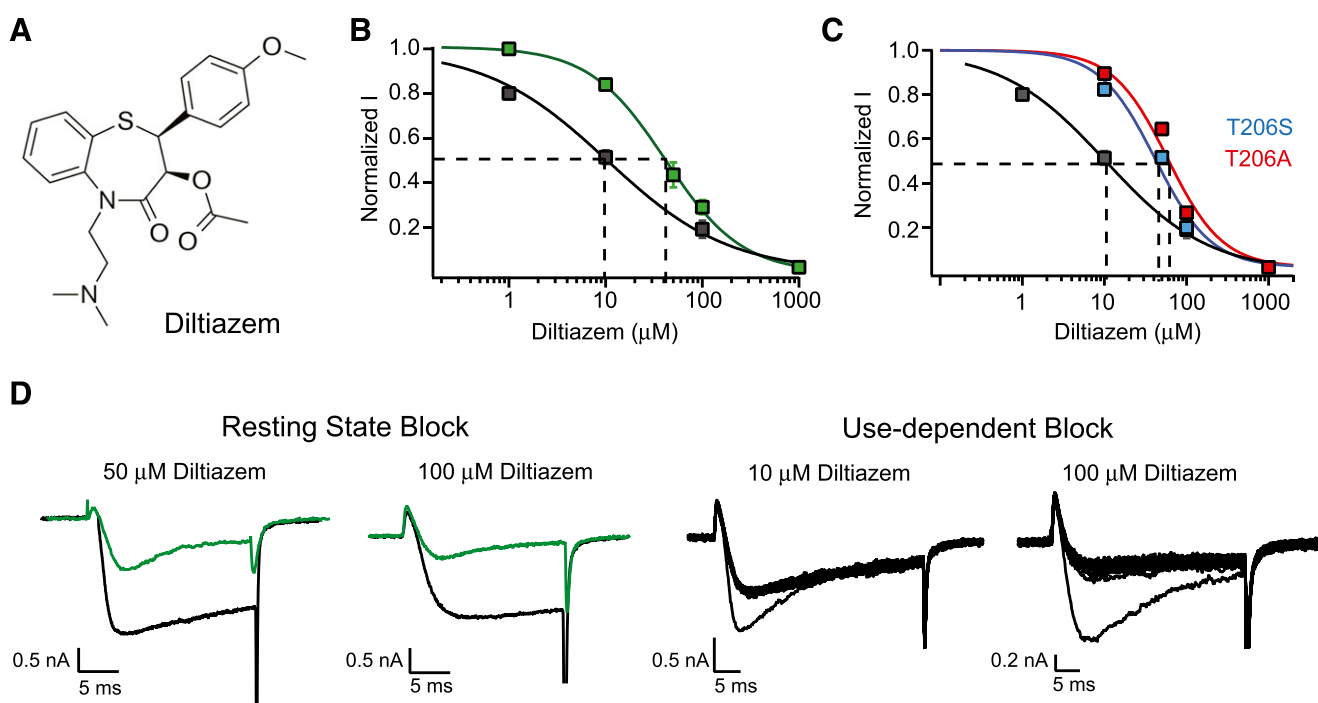 A
O
S
O
N
O
O
N
Diltiazem
B
1.0
0.8
0.6
0.4
0.2
Normalized I
1 10 100 1000
Diltiazem (μM)
C
1.0
0.8
0.6
0.4
0.2
Normalized I
T206S
T206A
1 10 100 1000
Diltiazem (μM)
D
Resting State Block
50 μM Diltiazem
100 μM Diltiazem
0.5 nA
5 ms
0.5 nA
5 ms
Use-dependent Block
10 μM Diltiazem
100 μM Diltiazem
0.5 nA
5 ms
0.2 nA
5 ms